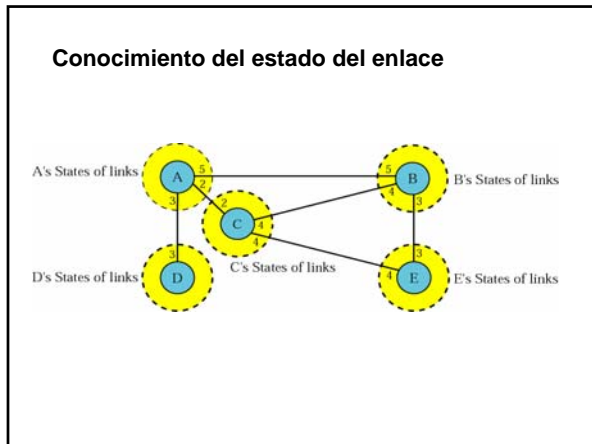 Conocimiento del estado del enlace
A's States of links
A
5
2
3
5
B
4
3
B's States of links
2
C
4
4
C's States of links
D's States of links
3
D
3
4
E
E's States of links